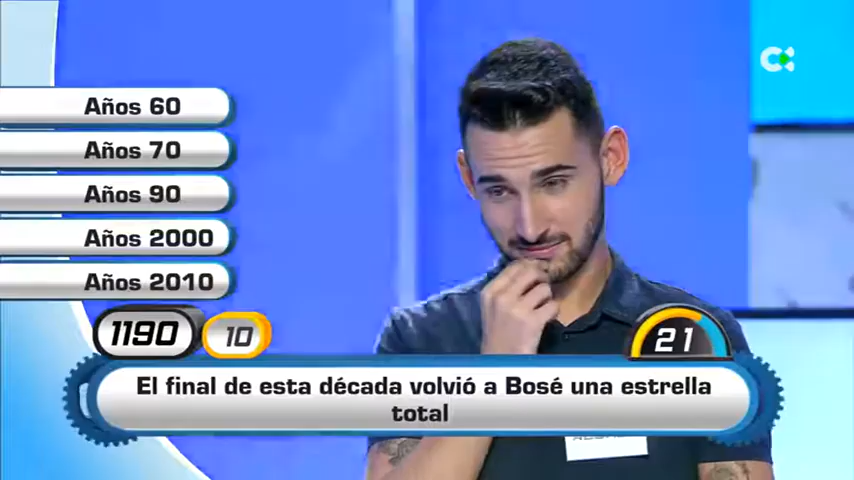 Años 60
Años 70
Años 90
Años 2000
Años 2010
1190
10
21
El final de esta década volvió a Bosé una estrella
total